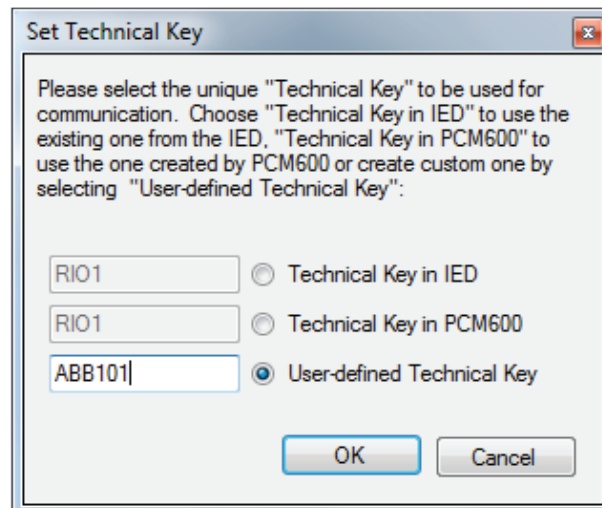 Set Technical Key
Please select the unique "Technical Key" to be used for
communication.  Choose "Technical Key in IED" to use the
existing one from the IED, "Technical Key in PCM600" to
use the one created by PCM600 or create custom one by
selecting  "User-defined Technical Key":
RIO1 Technical Key in IED
RIO1 Technical Key in PCM600
ABB101 User-defined Technical Key
OK Cancel